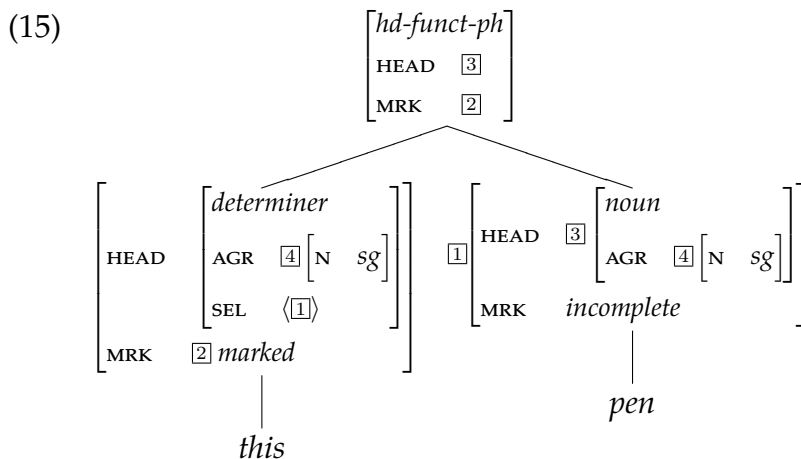 (15)
hd-funct-ph
HEAD 3
MRK 2
determiner
HEAD AGR 4 [N sg]
SEL ⟨1⟩
MRK 2 marked
1
noun
HEAD 3 AGR 4 [N sg]
MRK incomplete
this
pen